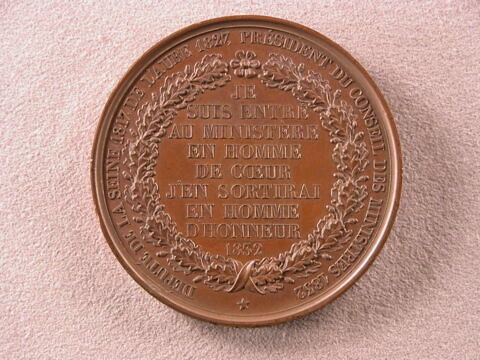 DÉPUTÉ DE LA SEINE 1817 DE L'AUBE 1827 PRÉSIDENT DU CONSEIL DES MINISTRES 1832
JE
SUIS ENTRÉ
AU MINISTÈRE
EN HOMME
DE CŒUR
J'EN SORTIRAI
EN HOMME
D'HONNEUR
1832